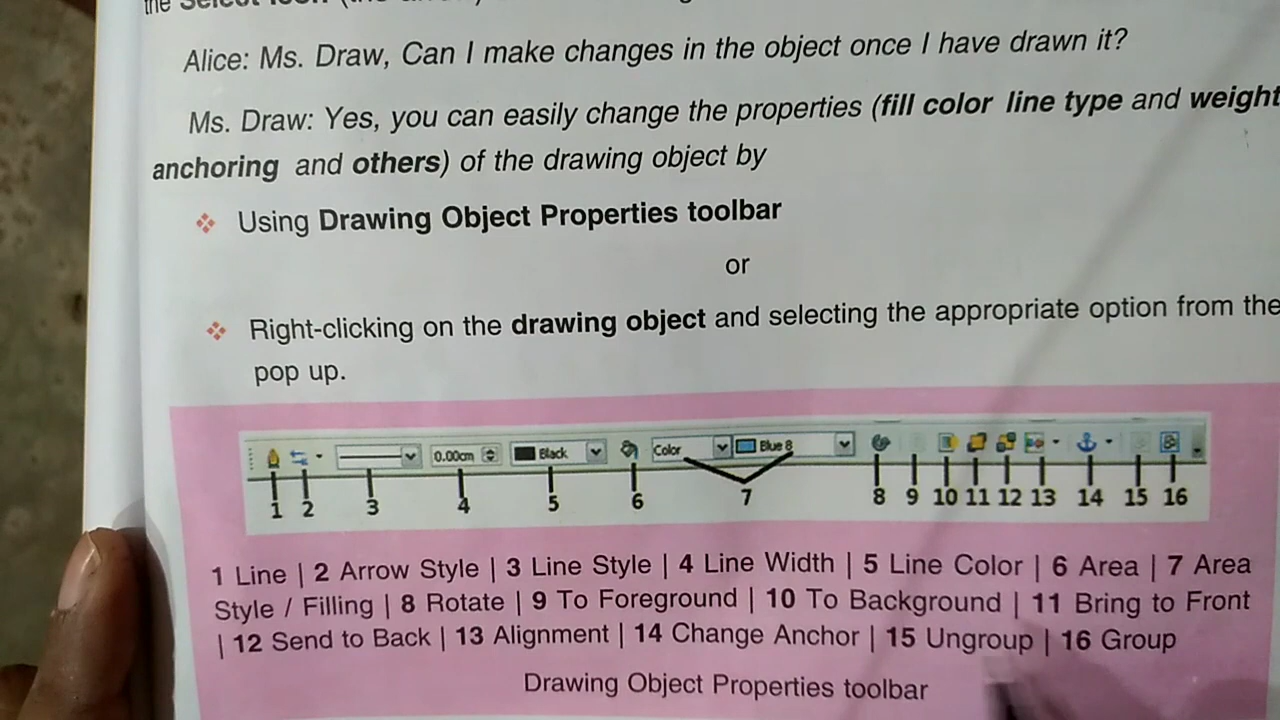 the Select Icon (the arrow)
Alice: Ms. Draw, Can I make changes in the object once I have drawn it?
Ms. Draw: Yes, you can easily change the properties (fill color line type and weight
anchoring and others) of the drawing object by
❖ Using Drawing Object Properties toolbar
or
❖ Right-clicking on the drawing object and selecting the appropriate option from the
pop up.
0.00cm Black Color Blue 8
1 2 3 4 5 6 7 8 9 10 11 12 13 14 15 16
1 Line | 2 Arrow Style | 3 Line Style | 4 Line Width | 5 Line Color | 6 Area | 7 Area
Style / Filling | 8 Rotate | 9 To Foreground | 10 To Background | 11 Bring to Front
| 12 Send to Back | 13 Alignment | 14 Change Anchor | 15 Ungroup | 16 Group
Drawing Object Properties toolbar